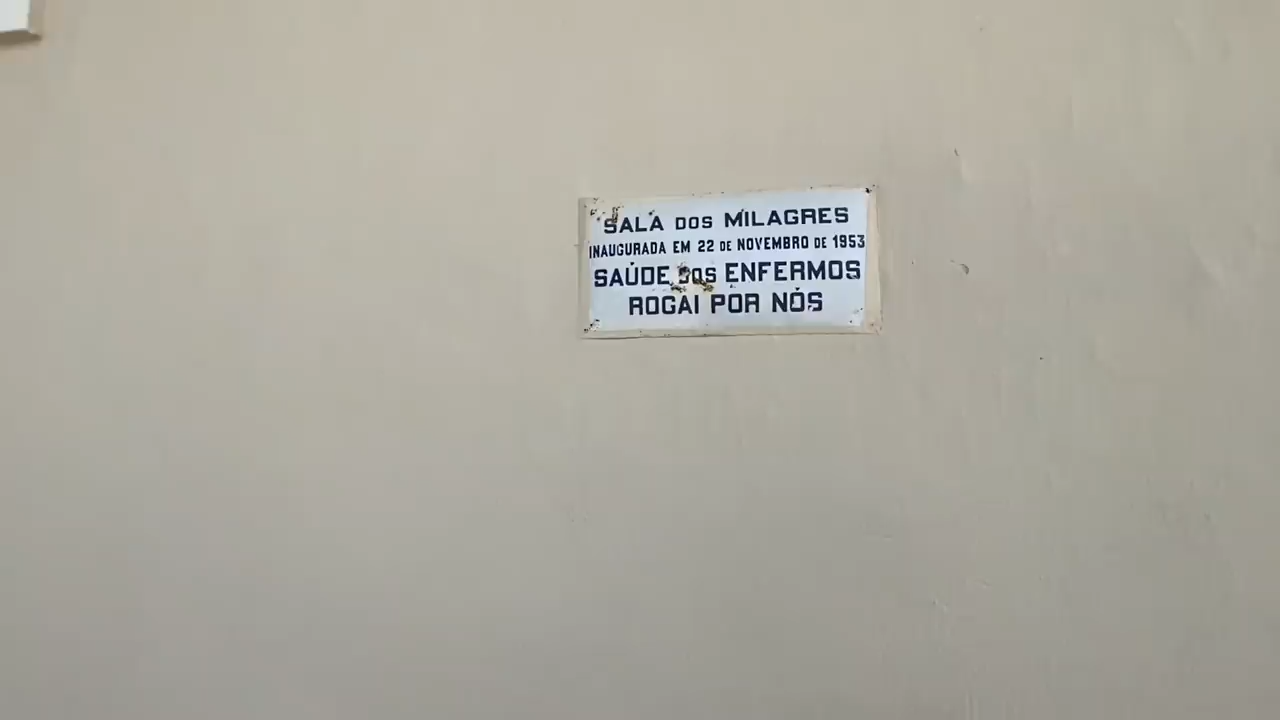 SALA DOS MILAGRES
INAUGURADA EM 22 DE NOVEMBRO DE 1953
SAÚDE DOS ENFERMOS
ROGAI POR NÓS